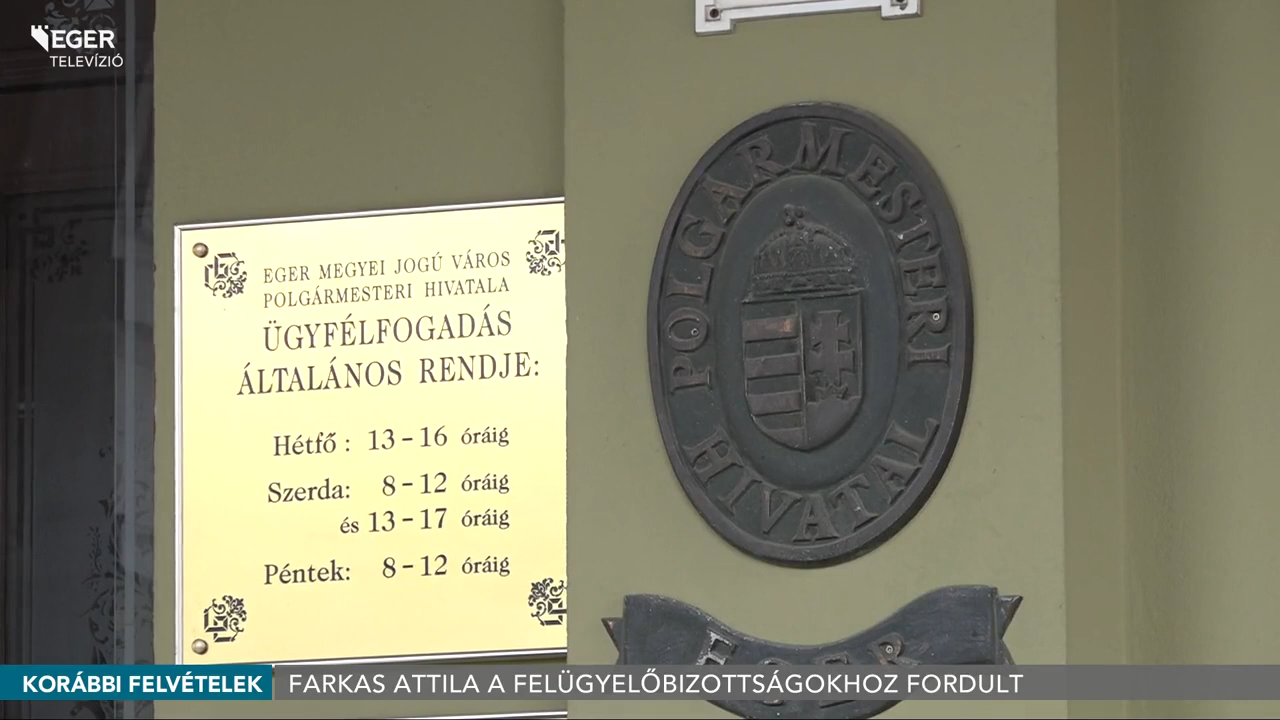 EGER
TELEVÍZIÓ
EGER MEGYEI JOGÚ VÁROS
POLGÁRMESTERI HIVATALA
ÜGYFÉLFOGADÁS
ÁLTALÁNOS RENDJE:
Hétfő: 13-16 óráig
Szerda: 8-12 óráig
és 13-17 óráig
Péntek: 8-12 óráig
POLGÁRMESTERI
HIVATAL
EGER
KORÁBBI FELVÉTELEK
FARKAS ATTILA A FELÜGYELŐBIZOTTSÁGOKHOZ FORDULT